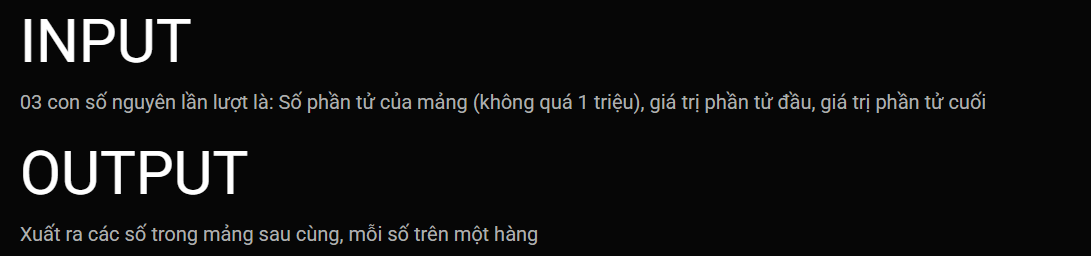 INPUT
03 con số nguyên lần lượt là: Số phần tử của mảng (không quá 1 triệu), giá trị phần tử đầu, giá trị phần tử cuối
OUTPUT
Xuất ra các số trong mảng sau cùng, mỗi số trên một hàng